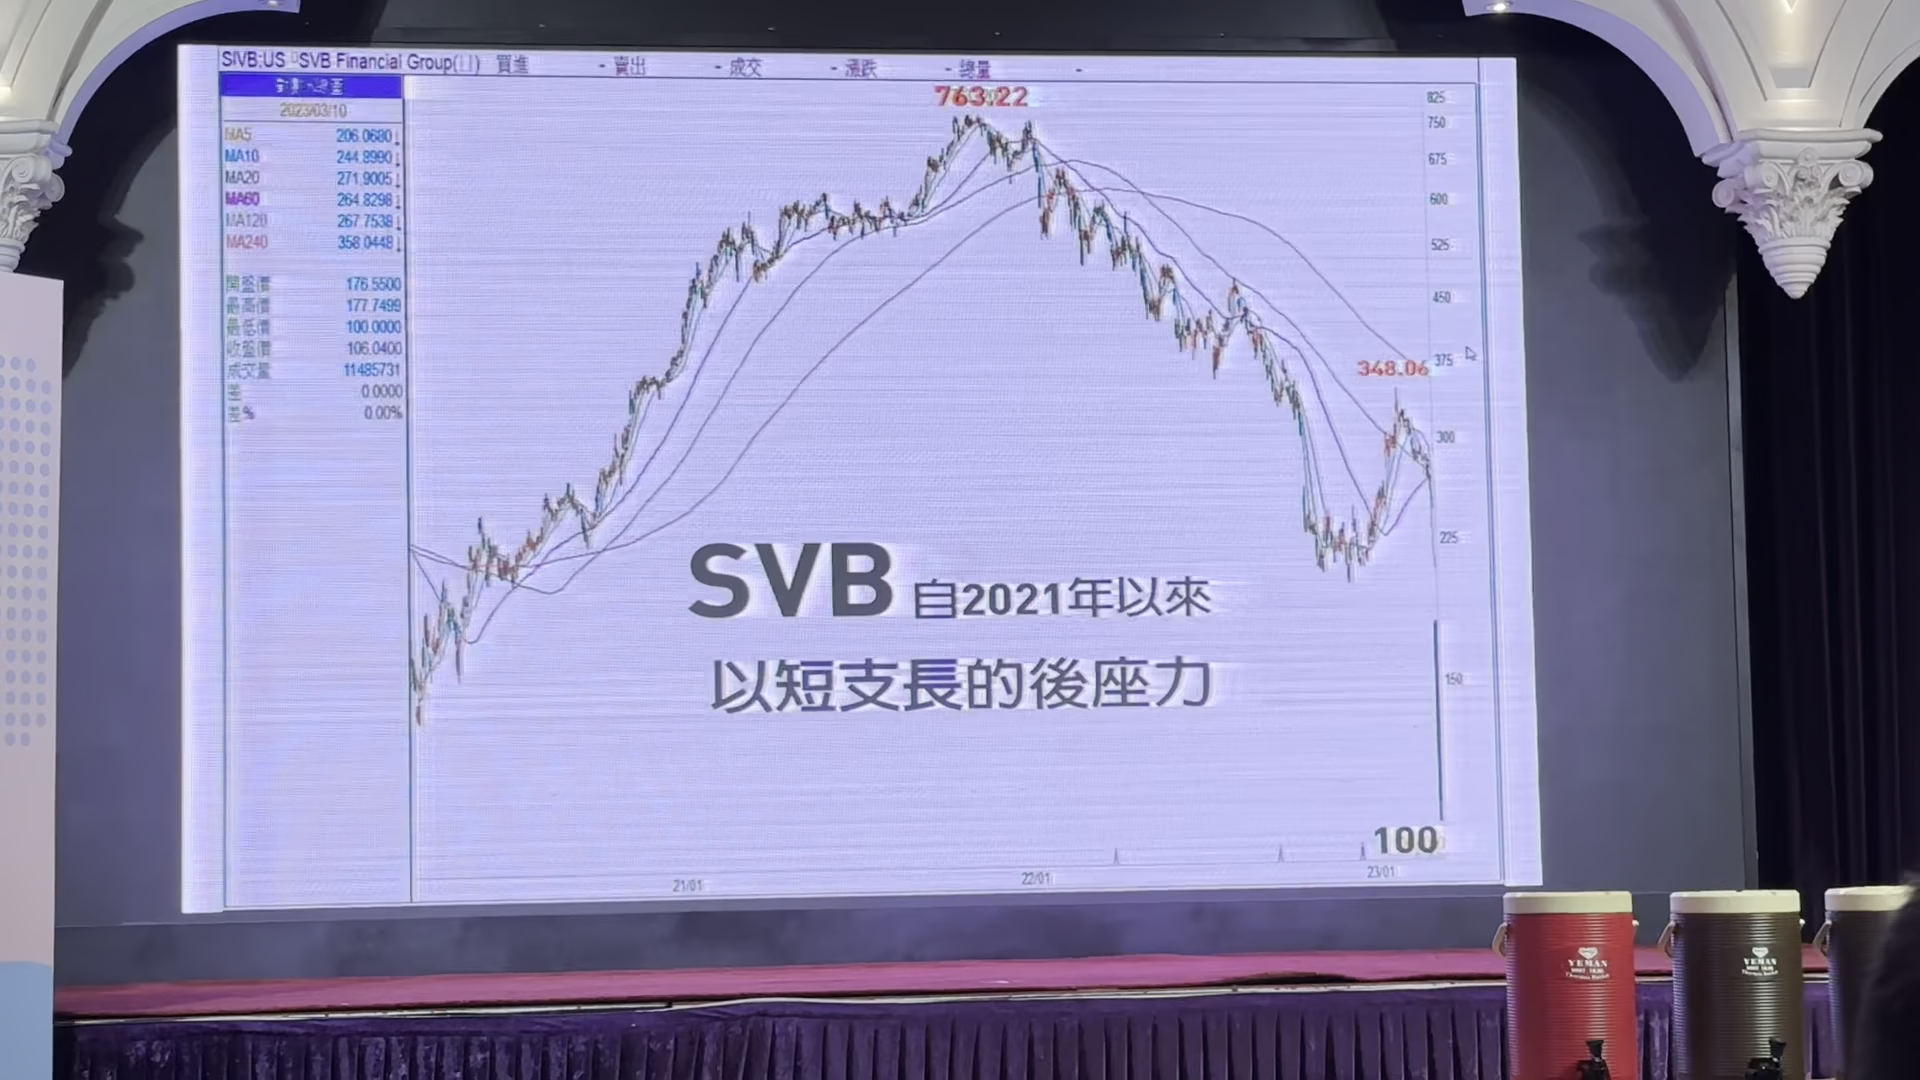 SIVB:US SVB Financial Group(日) 買進 - 賣出 - 成交 - 漲跌 - 總量 -
763.22
2023/03/10
MA5 206.0680↓
MA10 244.8990↓
MA20 271.9005↓
MA60 264.8298↓
MA120 267.7538↓
MA240 358.0448↓
開盤價 176.5500
最高價 177.7499
最低價 100.0000
收盤價 106.0400
成交量 11485731
差 0.0000
差% 0.00%
825
750
675
600
525
450
375
348.06
300
225
150
SVB 自2021年以來
以短支長的後座力
100
21/01 22/01 23/01
YEMAN
YEMAN